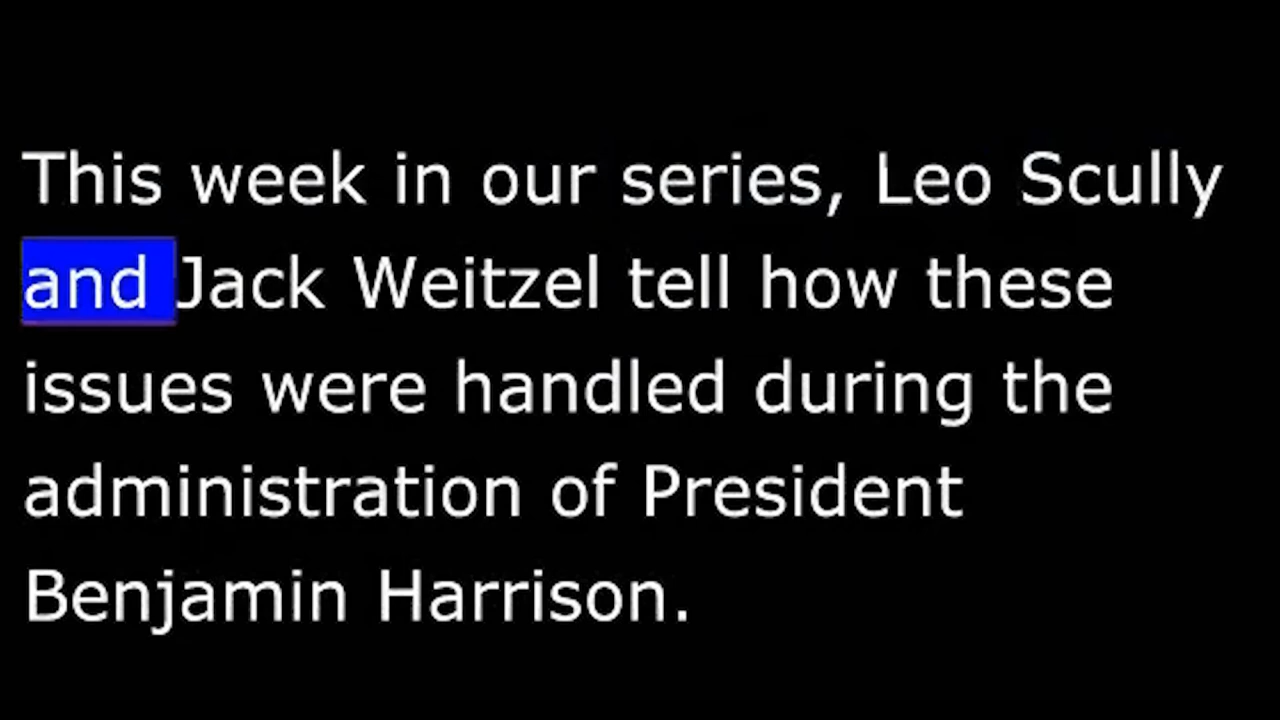 This week in our series, Leo Scully
and Jack Weitzel tell how these
issues were handled during the
administration of President
Benjamin Harrison.